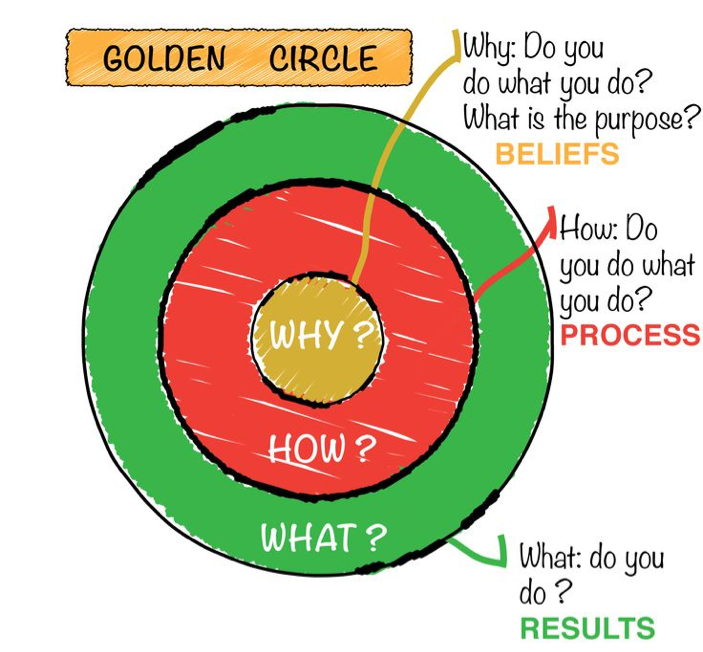 GOLDEN CIRCLE
Why: Do you
do what you do?
What is the purpose?
BELIEFS
How: Do
you do what
you do?
PROCESS
WHY ?
HOW ?
WHAT ?
What: do you
do ?
RESULTS